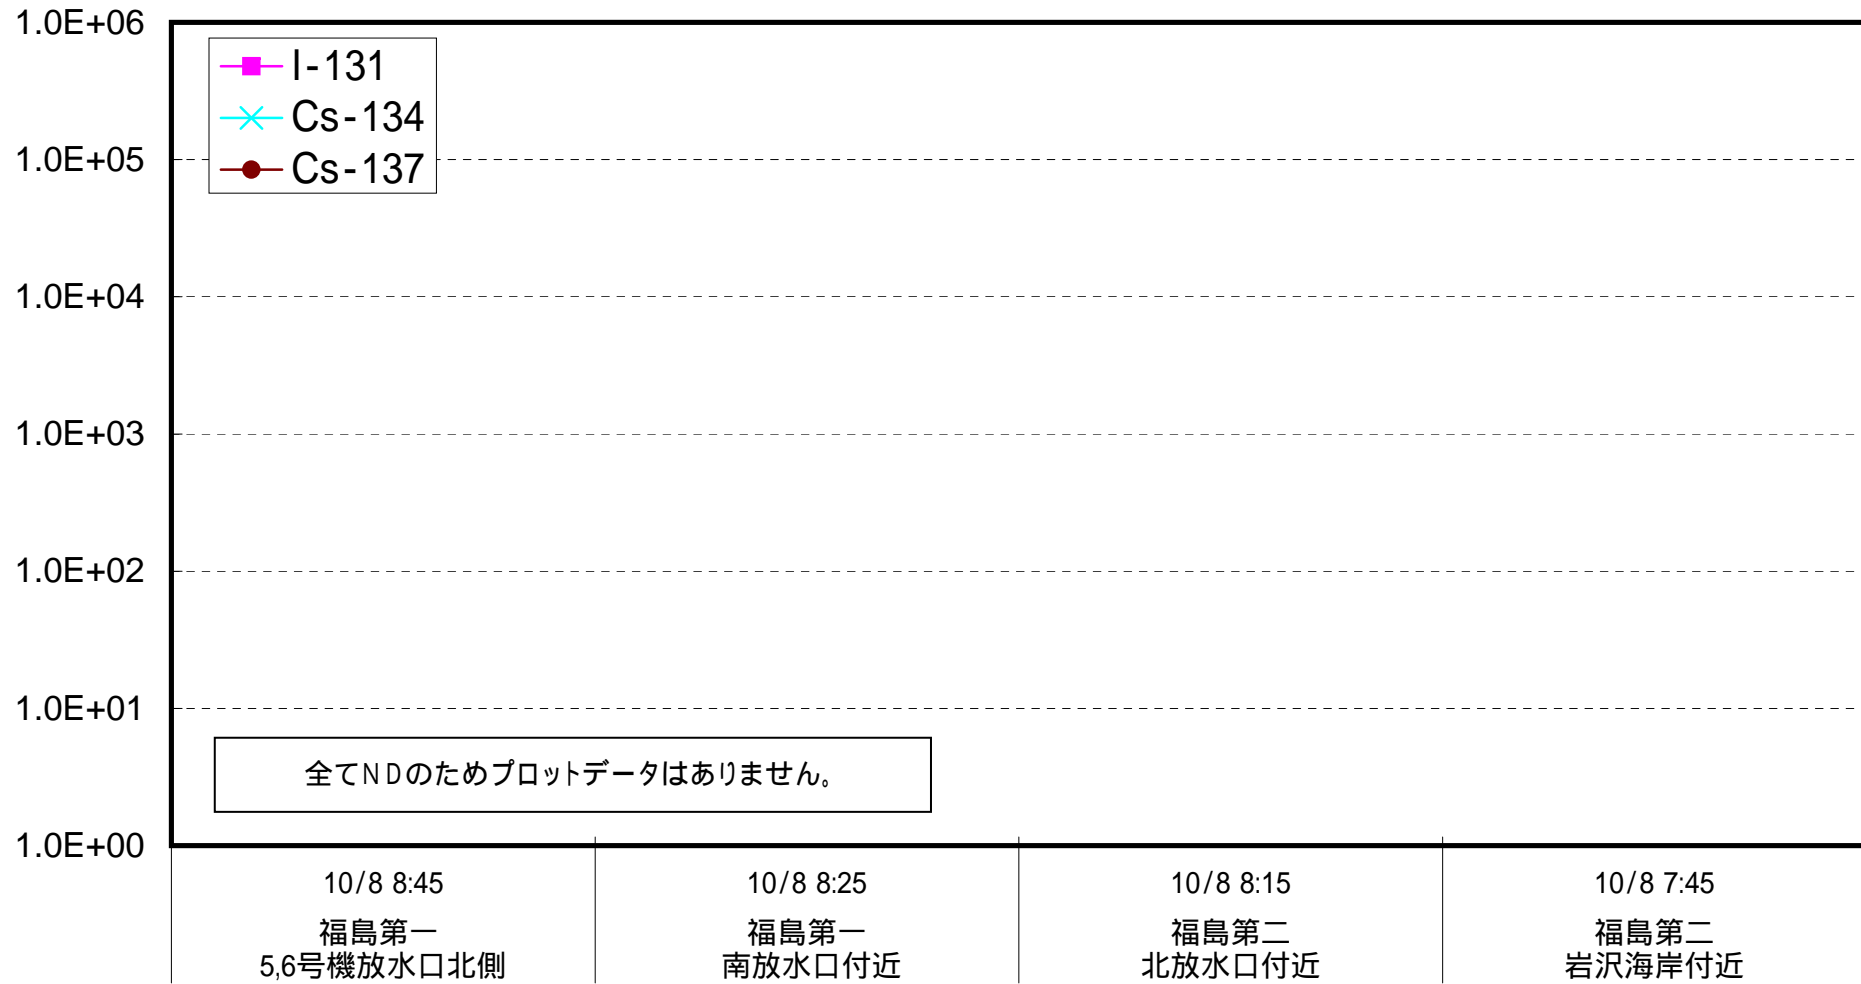 1.0E+06
1.0E+05
1.0E+04
1.0E+03
1.0E+02
1.0E+01
1.0E+00
I-131
Cs-134
Cs-137
全てNDのためプロットデータはありません。
10/8 8:45
福島第一
5,6号機放水口北側
10/8 8:25
福島第一
南放水口付近
10/8 8:15
福島第二
北放水口付近
10/8 7:45
福島第二
岩沢海岸付近